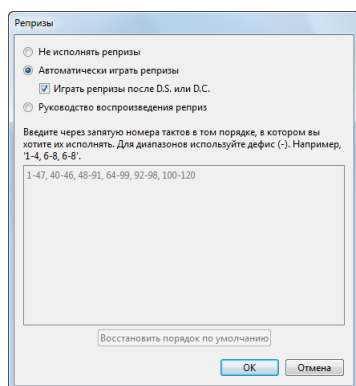 Репризы
Не исполнять репризы
Автоматически играть репризы
Играть репризы после D.S. или D.C.
Руководство воспроизведения реприз
Введите через запятую номера тактов в том порядке, в котором вы
хотите их исполнять. Для диапазонов используйте дефис (-). Например,
'1-4, 6-8, 6-8'.
1-47, 40-46, 48-91, 64-99, 92-98, 100-120
Восстановить порядок по умолчанию
OK
Отмена